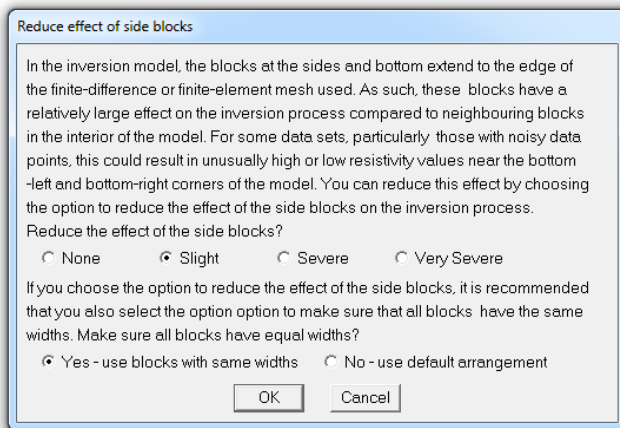 Reduce effect of side blocks
In the inversion model, the blocks at the sides and bottom extend to the edge of
the finite-difference or finite-element mesh used. As such, these blocks have a
relatively large effect on the inversion process compared to neighbouring blocks
in the interior of the model. For some data sets, particularly those with noisy data
points, this could result in unusually high or low resistivity values near the bottom
-left and bottom-right corners of the model. You can reduce this effect by choosing
the option to reduce the effect of the side blocks on the inversion process.
Reduce the effect of the side blocks?
None Slight Severe Very Severe
If you choose the option to reduce the effect of the side blocks, it is recommended
that you also select the option option to make sure that all blocks have the same
widths. Make sure all blocks have equal widths?
Yes - use blocks with same widths No - use default arrangement
OK Cancel